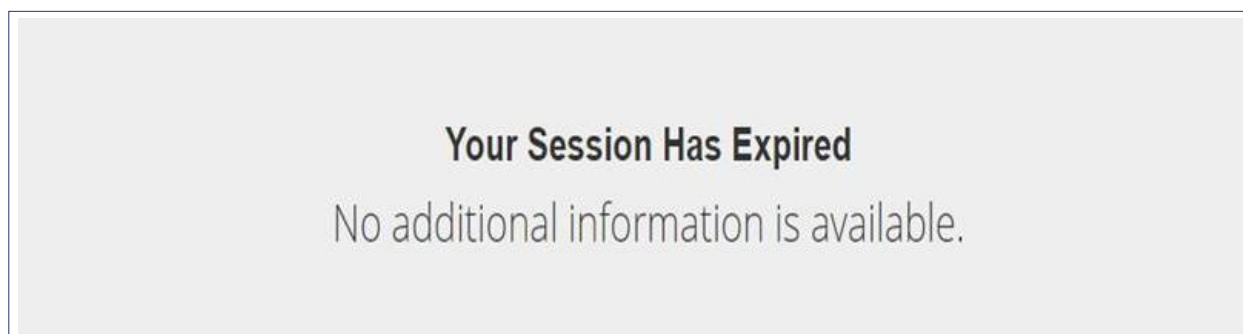 Your Session Has Expired
No additional information is available.